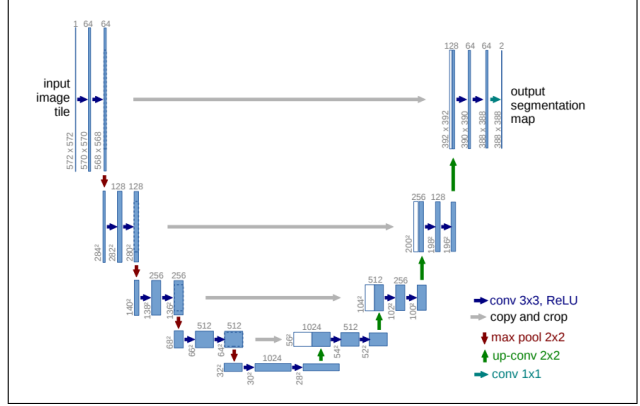 1 64 64
128 64 64 2
input
image
tile
output
segmentation
map
572 x 572
570 x 570
568 x 568
392 x 392
390 x 390
388 x 388
388 x 388
128 128
256 128
284²
282²
280²
200²
198²
196²
256 256
512 256
140²
138²
136²
104²
102²
100²
512 512
1024 512
68²
66²
64²
56²
54²
52²
1024
32²
30²
28²
conv 3x3, ReLU
copy and crop
max pool 2x2
up-conv 2x2
conv 1x1